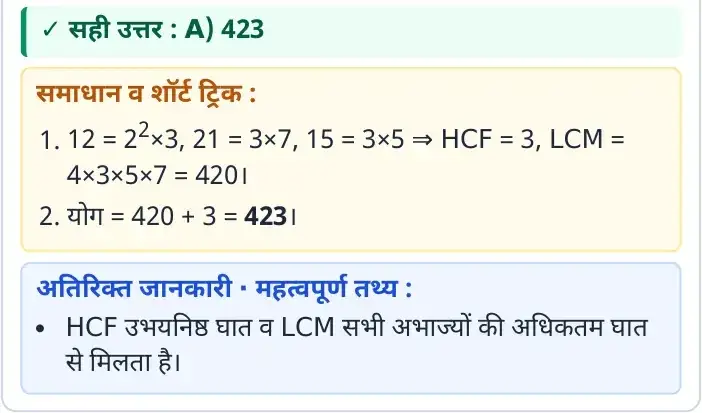 ✓ सही उत्तर : A) 423
समाधान व शॉर्ट ट्रिक :
1. 12 = 2²×3, 21 = 3×7, 15 = 3×5 ⇒ HCF = 3, LCM =
4×3×5×7 = 420।
2. योग = 420 + 3 = 423।
अतिरिक्त जानकारी · महत्वपूर्ण तथ्य :
• HCF उभयनिष्ठ घात व LCM सभी अभाज्यों की अधिकतम घात
से मिलता है।